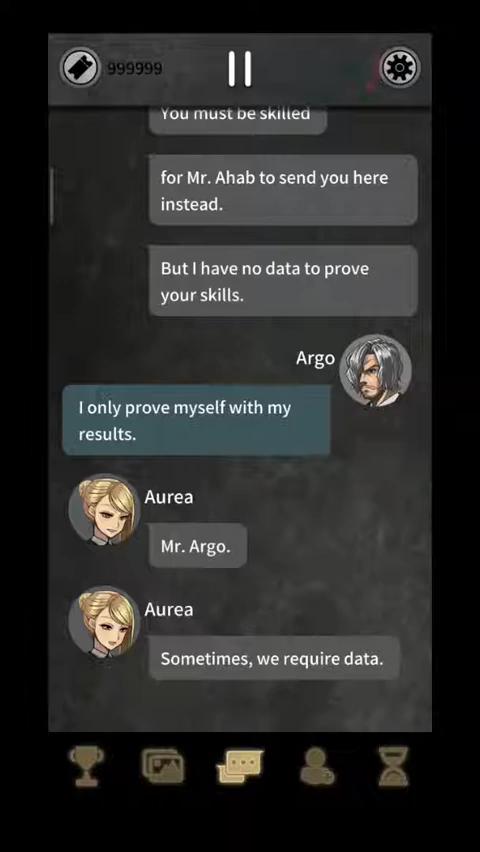 999999
You must be skilled
for Mr. Ahab to send you here
instead.
But I have no data to prove
your skills.
Argo
I only prove myself with my
results.
Aurea
Mr. Argo.
Aurea
Sometimes, we require data.